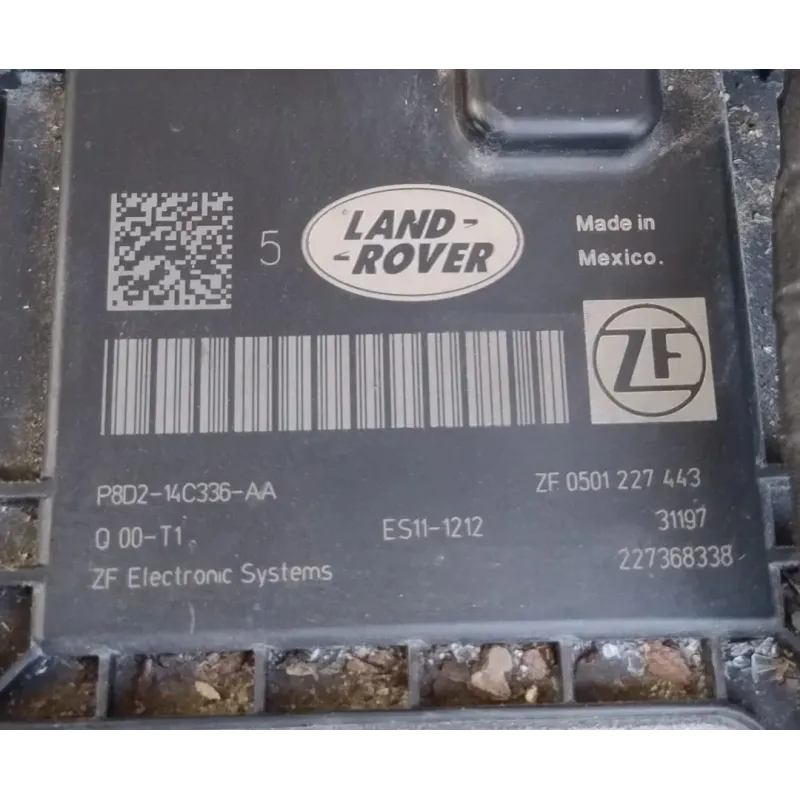 5
LAND-
-ROVER
Made in
Mexico.
ZF
P8D2-14C336-AA
ZF 0501 227 443
Q 00-T1
ES11-1212
31197
ZF Electronic Systems
227368338